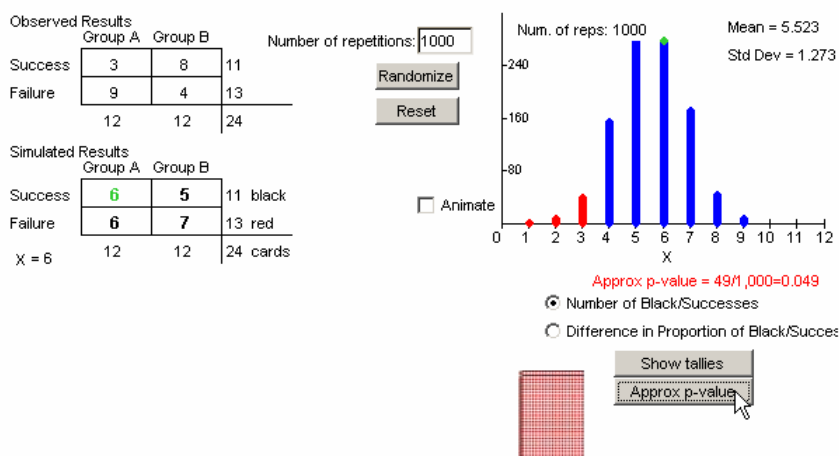 Observed Results
Group A Group B
Success 3 8 11
Failure 9 4 13
12 12 24
Simulated Results
Group A Group B
Success 6 5 11 black
Failure 6 7 13 red
X = 6 12 12 24 cards
Number of repetitions: 1000
Randomize
Reset
Animate
Num. of reps: 1000
Mean = 5.523
Std Dev = 1.273
240
160
80
0 1 2 3 4 5 6 7 8 9 10 11 12
X
Approx p-value = 49/1,000=0.049
Number of Black/Successes
Difference in Proportion of Black/Succes
Show tallies
Approx p-value